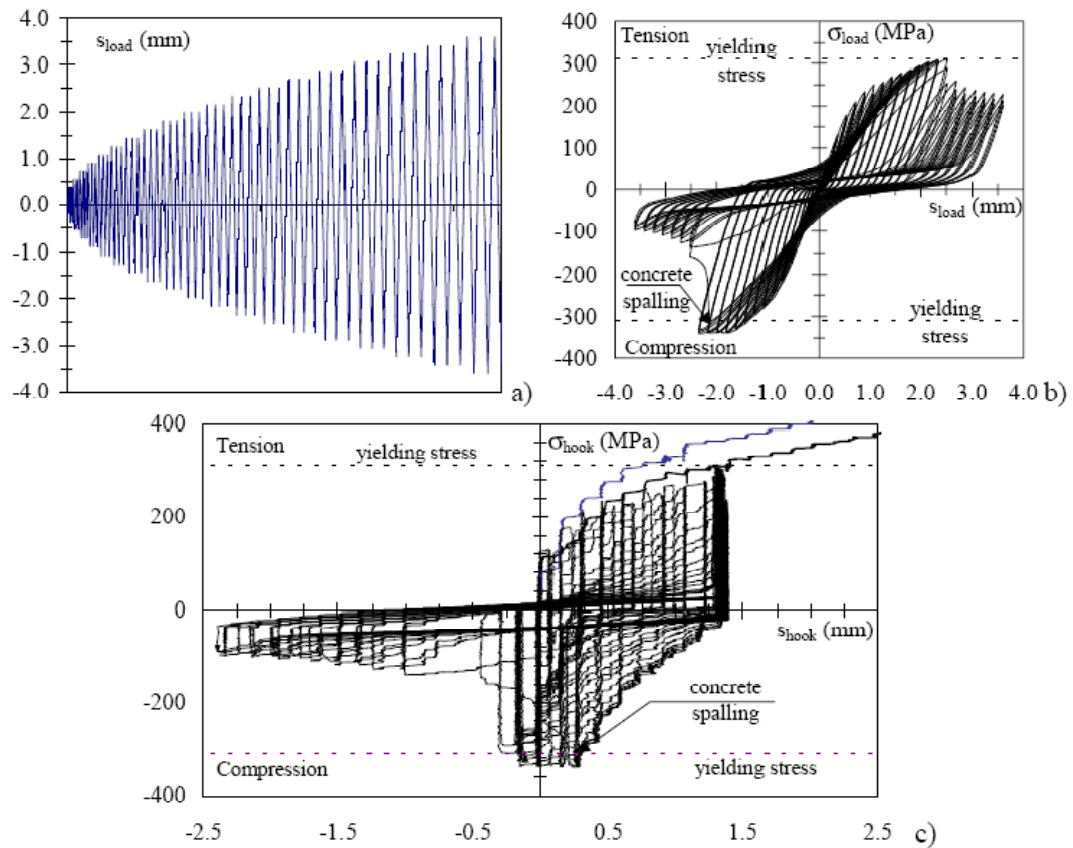 4.0
s_load (mm)
3.0
2.0
1.0
0.0
-1.0
-2.0
-3.0
-4.0
a)
400
Tension
σ_load (MPa)
yielding
stress
300
200
100
0
s_load (mm)
-100
-200
concrete
spalling
-300
yielding
stress
-400
Compression
-4.0 -3.0 -2.0 -1.0 0.0 1.0 2.0 3.0 4.0
b)
400
Tension
yielding stress
σ_hook (MPa)
200
0
s_hook (mm)
-200
concrete
spalling
Compression
yielding stress
-400
-2.5 -1.5 -0.5 0.5 1.5 2.5
c)